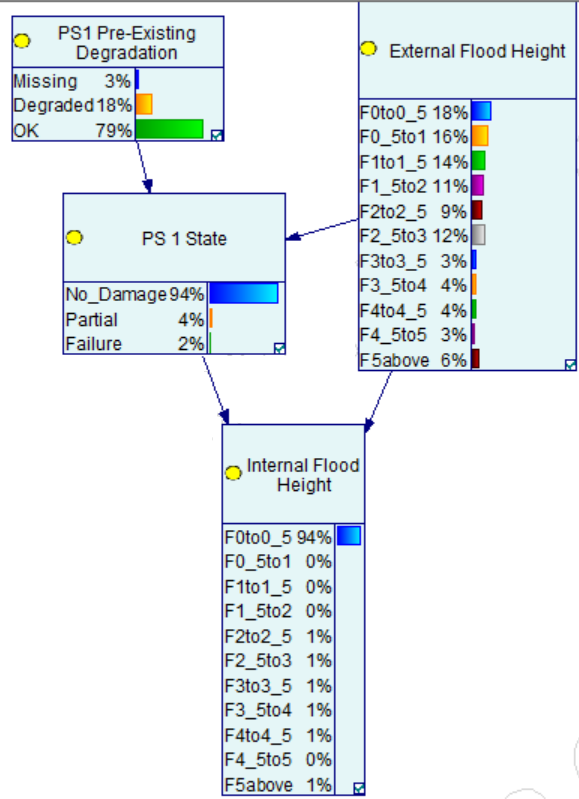 PS1 Pre-Existing
Degradation
Missing 3%
Degraded 18%
OK 79%
External Flood Height
F0to0_5 18%
F0_5to1 16%
F1to1_5 14%
F1_5to2 11%
F2to2_5 9%
F2_5to3 12%
F3to3_5 3%
F3_5to4 4%
F4to4_5 4%
F4_5to5 3%
F5above 6%
PS 1 State
No_Damage 94%
Partial 4%
Failure 2%
Internal Flood
Height
F0to0_5 94%
F0_5to1 0%
F1to1_5 0%
F1_5to2 0%
F2to2_5 1%
F2_5to3 1%
F3to3_5 1%
F3_5to4 1%
F4to4_5 1%
F4_5to5 0%
F5above 1%